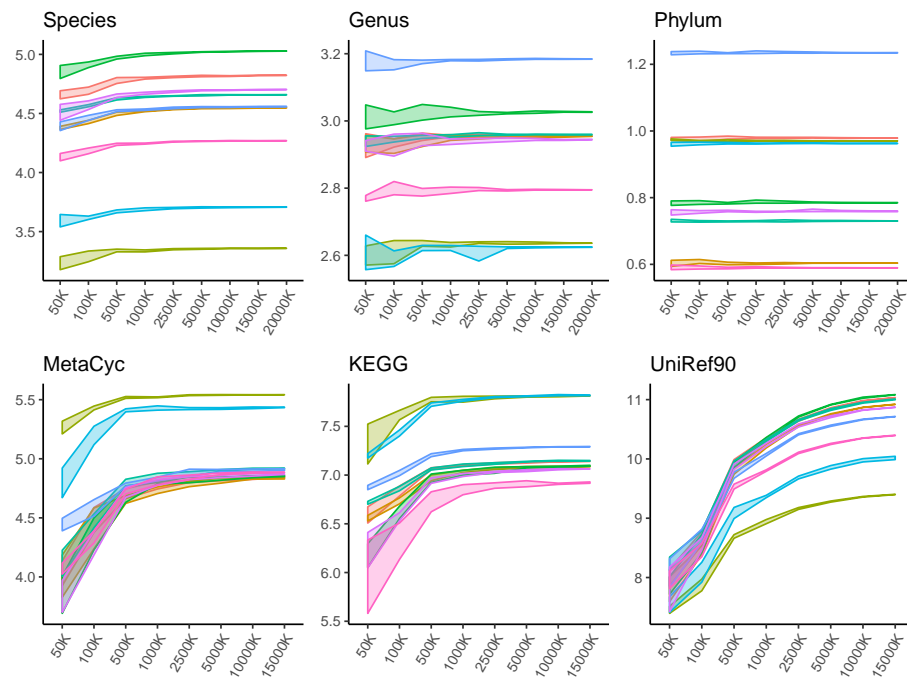 Species
Genus
Phylum
5.0
4.5
4.0
3.5
3.2
3.0
2.8
2.6
1.2
1.0
0.8
0.6
50K 100K 500K 1000K 2500K 5000K 10000K 15000K 20000K
50K 100K 500K 1000K 2500K 5000K 10000K 15000K 20000K
50K 100K 500K 1000K 2500K 5000K 10000K 15000K 20000K
MetaCyc
KEGG
UniRef90
5.5
5.0
4.5
4.0
7.5
7.0
6.5
6.0
5.5
11
10
9
8
50K 100K 500K 1000K 2500K 5000K 10000K 15000K
50K 100K 500K 1000K 2500K 5000K 10000K 15000K
50K 100K 500K 1000K 2500K 5000K 10000K 15000K